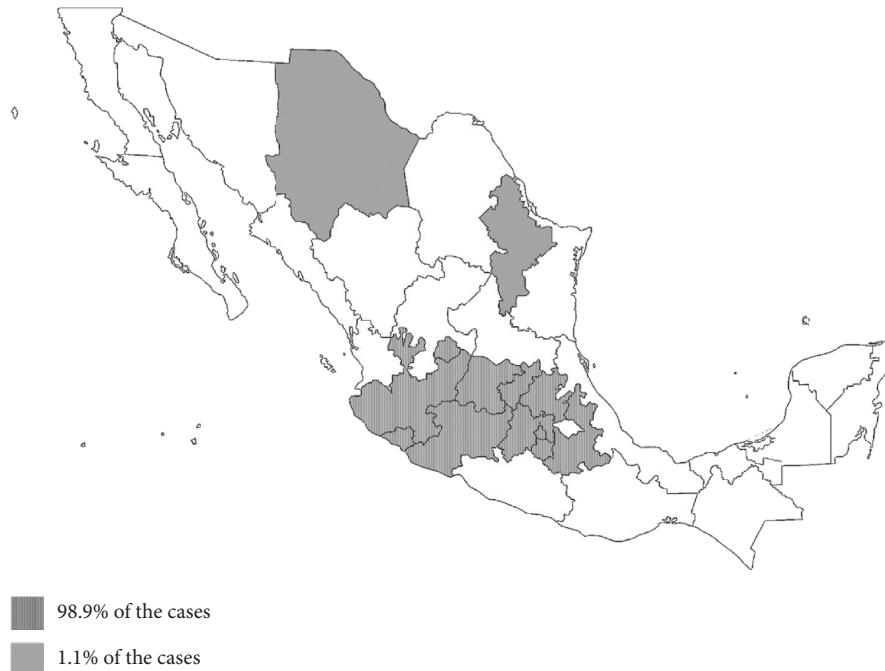 98.9% of the cases
1.1% of the cases